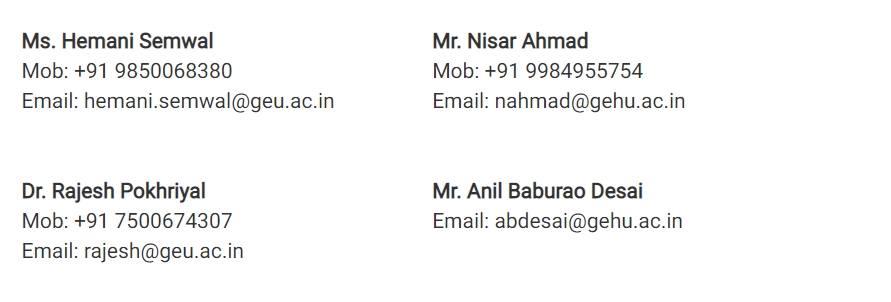 Ms. Hemani Semwal
Mob: +91 9850068380
Email: hemani.semwal@geu.ac.in
Mr. Nisar Ahmad
Mob: +91 9984955754
Email: nahmad@gehu.ac.in
Dr. Rajesh Pokhriyal
Mob: +91 7500674307
Email: rajesh@geu.ac.in
Mr. Anil Baburao Desai
Email: abdesai@gehu.ac.in